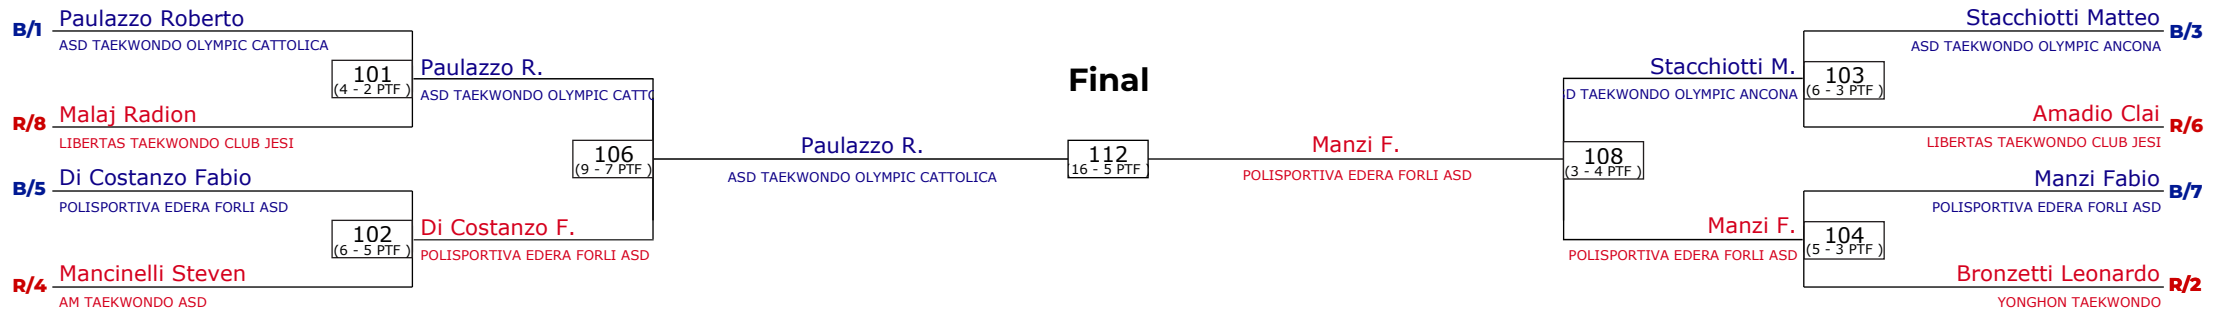 B/1 Paulazzo Roberto
ASD TAEKWONDO OLYMPIC CATTOLICA
101
(4 - 2 PTF )
R/8 Malaj Radion
LIBERTAS TAEKWONDO CLUB JESI
B/5 Di Costanzo Fabio
POLISPORTIVA EDERA FORLI ASD
102
(6 - 5 PTF )
R/4 Mancinelli Steven
AM TAEKWONDO ASD
Paulazzo R.
ASD TAEKWONDO OLYMPIC CATTO
106
(9 - 7 PTF )
Di Costanzo F.
POLISPORTIVA EDERA FORLI ASD
Final
Paulazzo R.
ASD TAEKWONDO OLYMPIC CATTOLICA
112
16 - 5 PTF
Manzi F.
POLISPORTIVA EDERA FORLI ASD
Stacchiotti M.
D TAEKWONDO OLYMPIC ANCONA
108
(3 - 4 PTF )
Manzi F.
POLISPORTIVA EDERA FORLI ASD
Stacchiotti Matteo B/3
ASD TAEKWONDO OLYMPIC ANCONA
103
(6 - 3 PTF )
Amadio Clai R/6
LIBERTAS TAEKWONDO CLUB JESI
Manzi Fabio B/7
POLISPORTIVA EDERA FORLI ASD
104
(5 - 3 PTF )
Bronzetti Leonardo R/2
YONGHON TAEKWONDO